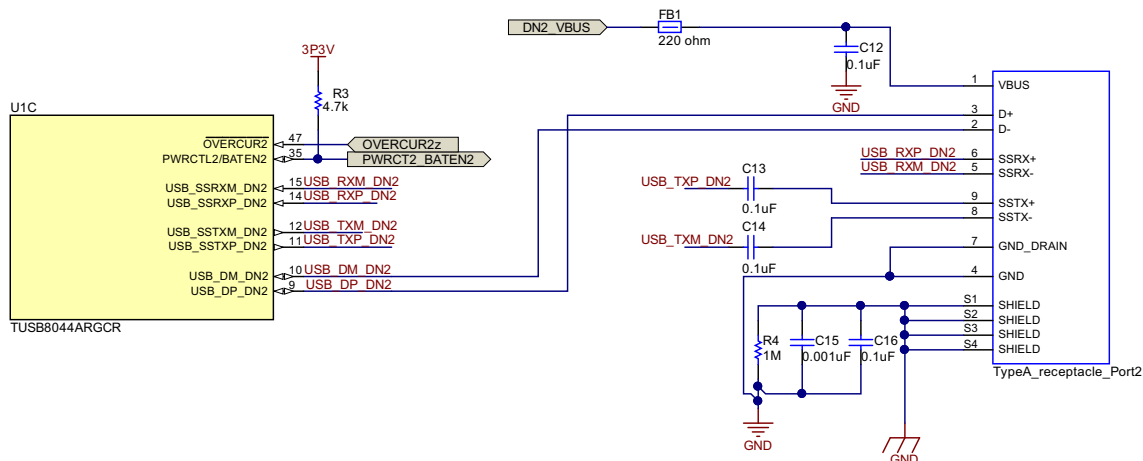 DN2_VBUS
FB1
220 ohm
C12
0.1uF
GND
3P3V
R3
4.7k
U1C
OVERCUR2
47
OVERCUR2z
PWRCTL2/BATEN2
35
PWRCT2_BATEN2
USB_SSRXM_DN2
15
USB_RXM_DN2
USB_SSRXP_DN2
14
USB_RXP_DN2
USB_SSTXM_DN2
12
USB_TXM_DN2
USB_SSTXP_DN2
11
USB_TXP_DN2
USB_DM_DN2
10
USB_DM_DN2
USB_DP_DN2
9
USB_DP_DN2
TUSB8044ARGCR
1
VBUS
3
D+
2
D-
USB_RXP_DN2
6
SSRX+
USB_RXM_DN2
5
SSRX-
USB_TXP_DN2
C13
0.1uF
9
SSTX+
8
SSTX-
USB_TXM_DN2
C14
0.1uF
7
GND_DRAIN
4
GND
S1
SHIELD
S2
SHIELD
S3
SHIELD
S4
SHIELD
R4
1M
C15
0.001uF
C16
0.1uF
TypeA_receptacle_Port2
GND
GND